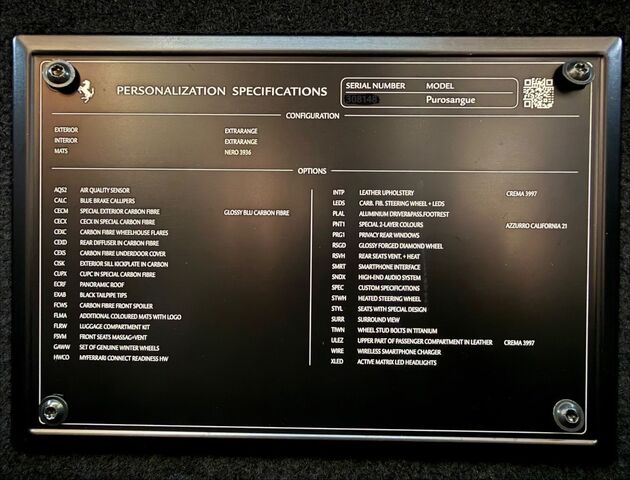 PERSONALIZATION SPECIFICATIONS
SERIAL NUMBER MODEL
308148 Purosangue
CONFIGURATION
EXTERIOR EXTRARANGE
INTERIOR EXTRARANGE
MATS NERO 3936
OPTIONS
AQS2 AIR QUALITY SENSOR
CALC BLUE BRAKE CALLIPERS
CECM SPECIAL EXTERIOR CARBON FIBRE GLOSSY BLU CARBON FIBRE
CECX CECX IN SPECIAL CARBON FIBRE
CEXC CARBON FIBRE WHEELHOUSE FLARES
CEXD REAR DIFFUSER IN CARBON FIBRE
CEXS CARBON FIBRE UNDERDOOR COVER
CISK EXTERIOR SILL KICKPLATE IN CARBON
CUPX CUPC IN SPECIAL CARBON FIBRE
ECRF PANORAMIC ROOF
EXAB BLACK TAILPIPE TIPS
FCWS CARBON FIBRE FRONT SPOILER
FLMA ADDITIONAL COLOURED MATS WITH LOGO
FLRW LUGGAGE COMPARTMENT KIT
FSVM FRONT SEATS MASSAG+VENT
GAWW SET OF GENUINE WINTER WHEELS
HWCO MYFERRARI CONNECT READINESS HW
INTP LEATHER UPHOLSTERY CREMA 3997
LEDS CARB. FIB. STEERING WHEEL + LEDS
PLAL ALUMINIUM DRIVER&PASS.FOOTREST
PNT1 SPECIAL 2-LAYER COLOURS AZZURRO CALIFORNIA 21
PRG1 PRIVACY REAR WINDOWS
RSGD GLOSSY FORGED DIAMOND WHEEL
RSVH REAR SEATS VENT. + HEAT
SMRT SMARTPHONE INTERFACE
SNDX HIGH-END AUDIO SYSTEM
SPEC CUSTOM SPECIFICATIONS
STWH HEATED STEERING WHEEL
STYL SEATS WITH SPECIAL DESIGN
SURR SURROUND VIEW
TIWN WHEEL STUD BOLTS IN TITANIUM
ULEZ UPPER PART OF PASSENGER COMPARTMENT IN LEATHER CREMA 3997
WIRE WIRELESS SMARTPHONE CHARGER
XLED ACTIVE MATRIX LED HEADLIGHTS